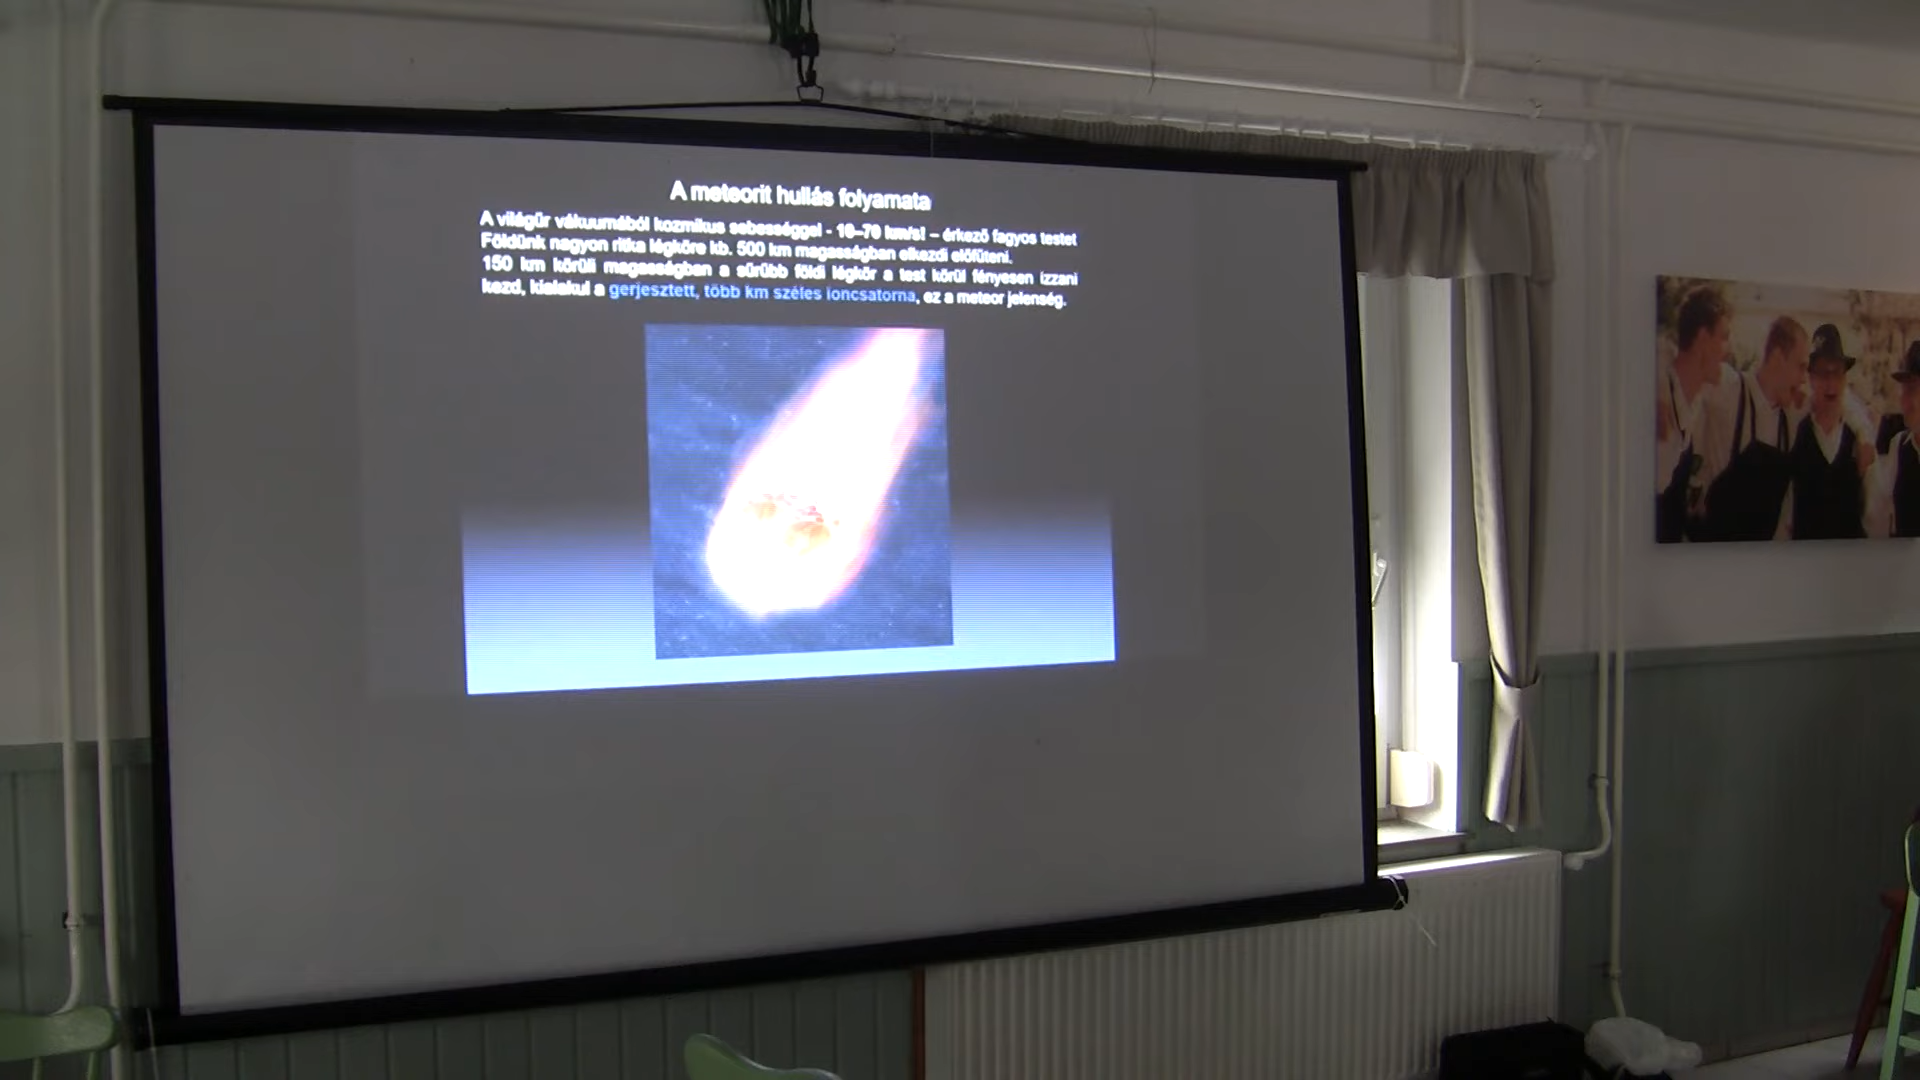 A meteorit hullás folyamata
A világűr vákuumából kozmikus sebességgel - 10–70 km/s! – érkező fagyos testet
Földünk nagyon ritka légköre kb. 500 km magasságban elkezdi előfűteni.
150 km körüli magasságban a sűrűbb földi légkör a test körül fényesen izzani
kezd, kialakul a gerjesztett, több km széles ioncsatorna, ez a meteor jelenség.